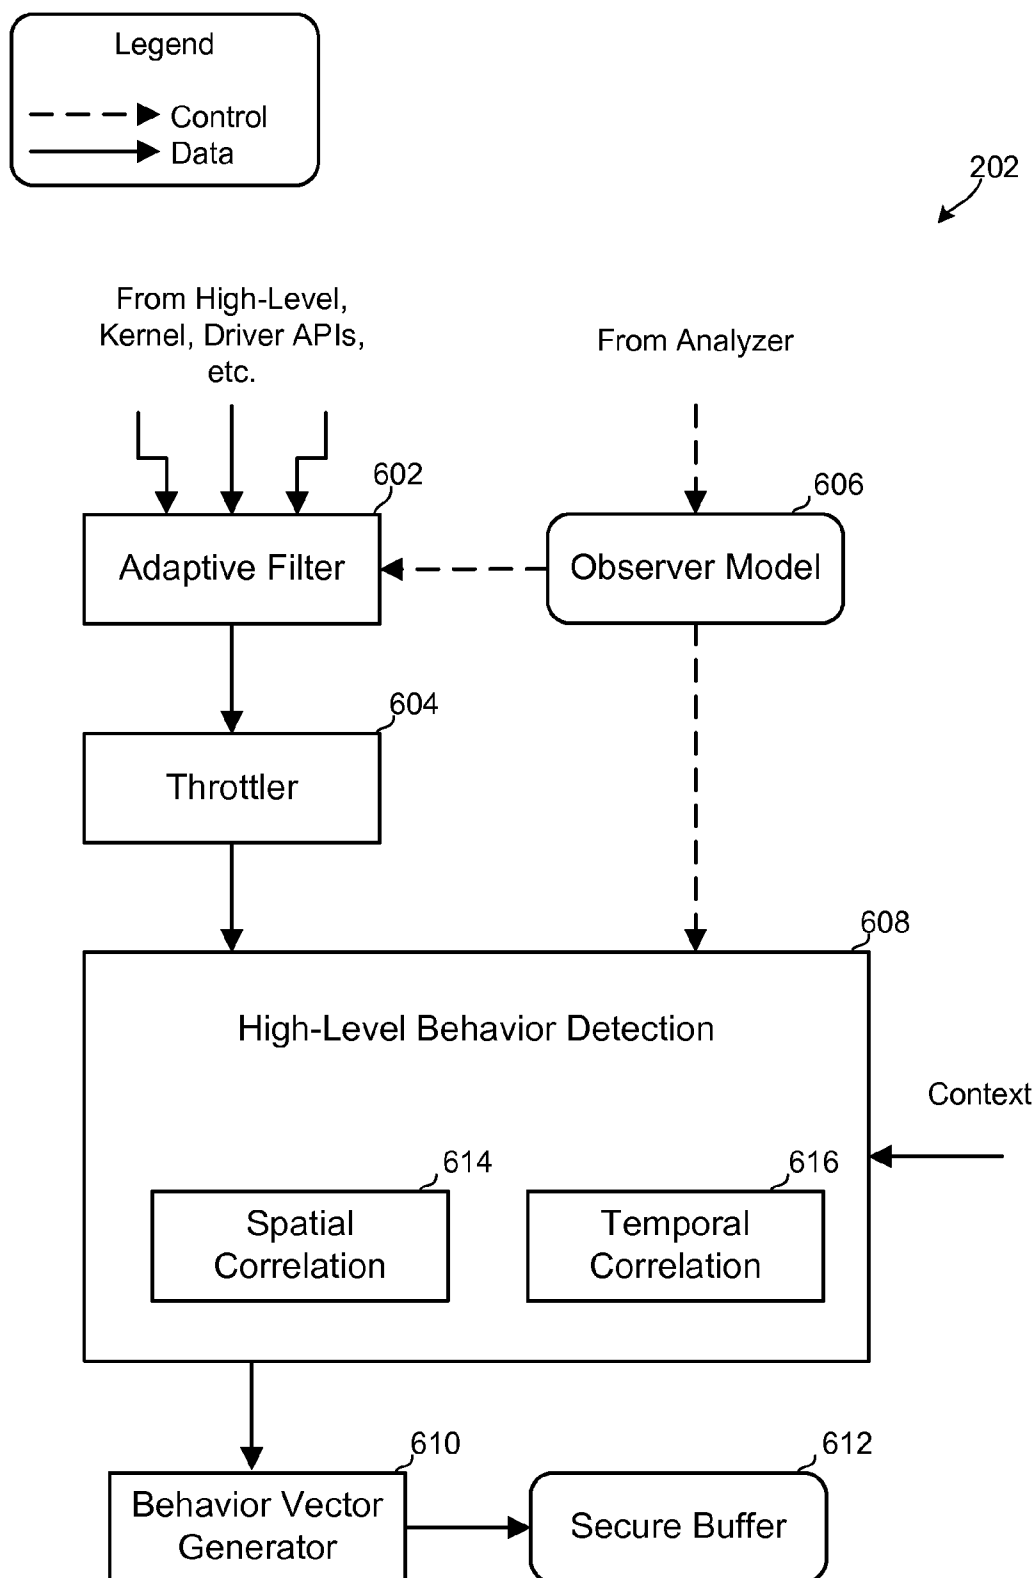 Legend
Control
Data
202
From High-Level,
Kernel, Driver APIs,
etc.
From Analyzer
602
606
Adaptive Filter
Observer Model
604
Throttler
608
High-Level Behavior Detection
Context
614
616
Spatial
Correlation
Temporal
Correlation
610
612
Behavior Vector
Generator
Secure Buffer